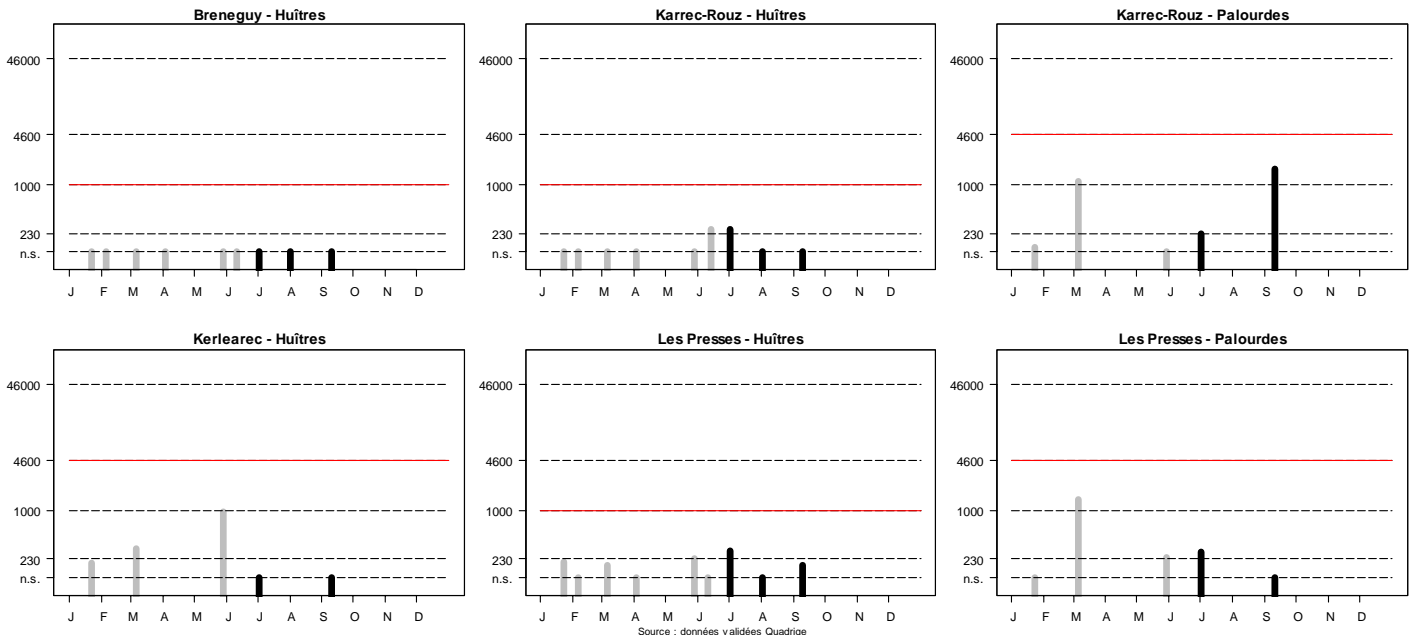 Breneguy - Huîtres
46000
4600
1000
230
n.s.
J F M A M J J A S O N D
Karrec-Rouz - Huîtres
46000
4600
1000
230
n.s.
J F M A M J J A S O N D
Karrec-Rouz - Palourdes
46000
4600
1000
230
n.s.
J F M A M J J A S O N D
Kerlearec - Huîtres
46000
4600
1000
230
n.s.
J F M A M J J A S O N D
Les Presses - Huîtres
46000
4600
1000
230
n.s.
J F M A M J J A S O N D
Les Presses - Palourdes
46000
4600
1000
230
n.s.
J F M A M J J A S O N D
Source : données validées Quadrige